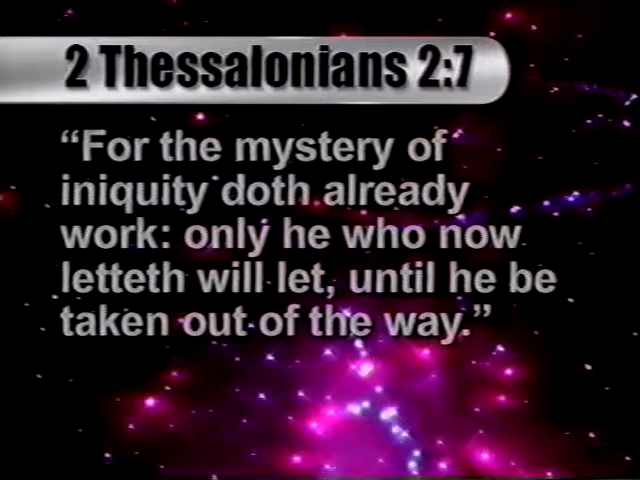 2 Thessalonians 2:7
“For the mystery of
iniquity doth already
work: only he who now
letteth will let, until he be
taken out of the way.”